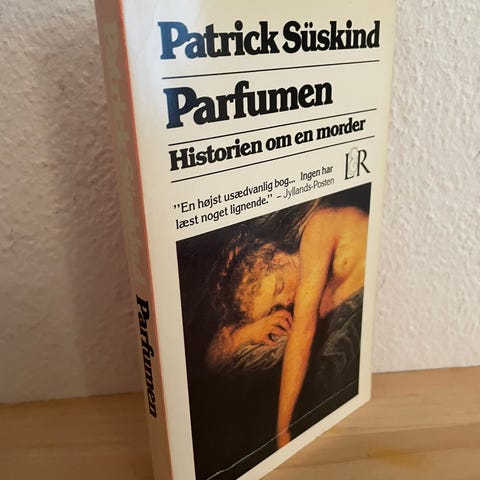 Patrick Süskind
Parfumen
Historien om en morder
"En højst usædvanlig bog... Ingen har
læst noget lignende." – Jyllands-Posten
L&R
Parfumen